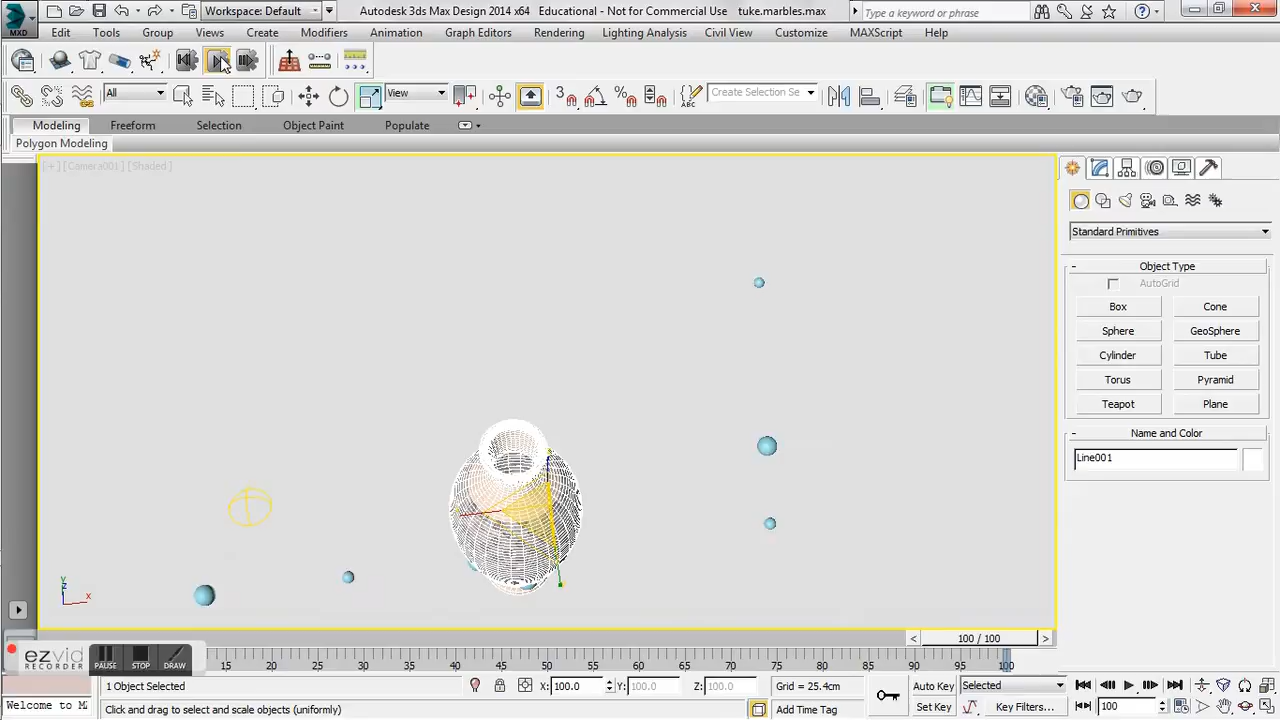 MXD
Workspace: Default
Autodesk 3ds Max Design 2014 x64 Educational - Not for Commercial Use tuke.marbles.max
Type a keyword or phrase
Edit Tools Group Views Create Modifiers Animation Graph Editors Rendering Lighting Analysis Civil View Customize MAXScript Help
All
View
3
%
ABC
Create Selection Se
Modeling Freeform Selection Object Paint Populate
Polygon Modeling
[+] [Camera001] [Shaded]
Standard Primitives
- Object Type
AutoGrid
Box Cone
Sphere GeoSphere
Cylinder Tube
Torus Pyramid
Teapot Plane
- Name and Color
Line001
y
z
x
< 100 / 100 >
ezvid
RECORDER
PAUSE STOP DRAW
15 20 25 30 35 40 45 50 55 60 65 70 75 80 85 90 95 100
1 Object Selected X: 100.0 Y: 100.0 Z: 100.0 Grid = 25.4cm Auto Key Selected
Welcome to M
Click and drag to select and scale objects (uniformly) Add Time Tag Set Key Key Filters... 100